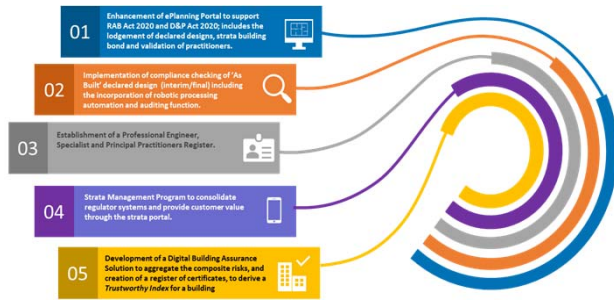 01
Enhancement of ePlanning Portal to support
RAB Act 2020 and D&P Act 2020; includes
the lodgement of declared designs, strata building
bond and validation of practitioners.
02
Implementation of compliance checking of 'As
Built' declared design (interim/final) including
the incorporation of robotic processing
automation and auditing function.
03
Establishment of a Professional Engineer,
Specialist and Principal Practitioners Register.
04
Strata Management Program to consolidate
regulator systems and provide customer value
through the strata portal.
05
Development of a Digital Building Assurance
Solution to aggregate the composite risks, and
creation of a register of certificates, to derive a
Trustworthy Index for a building